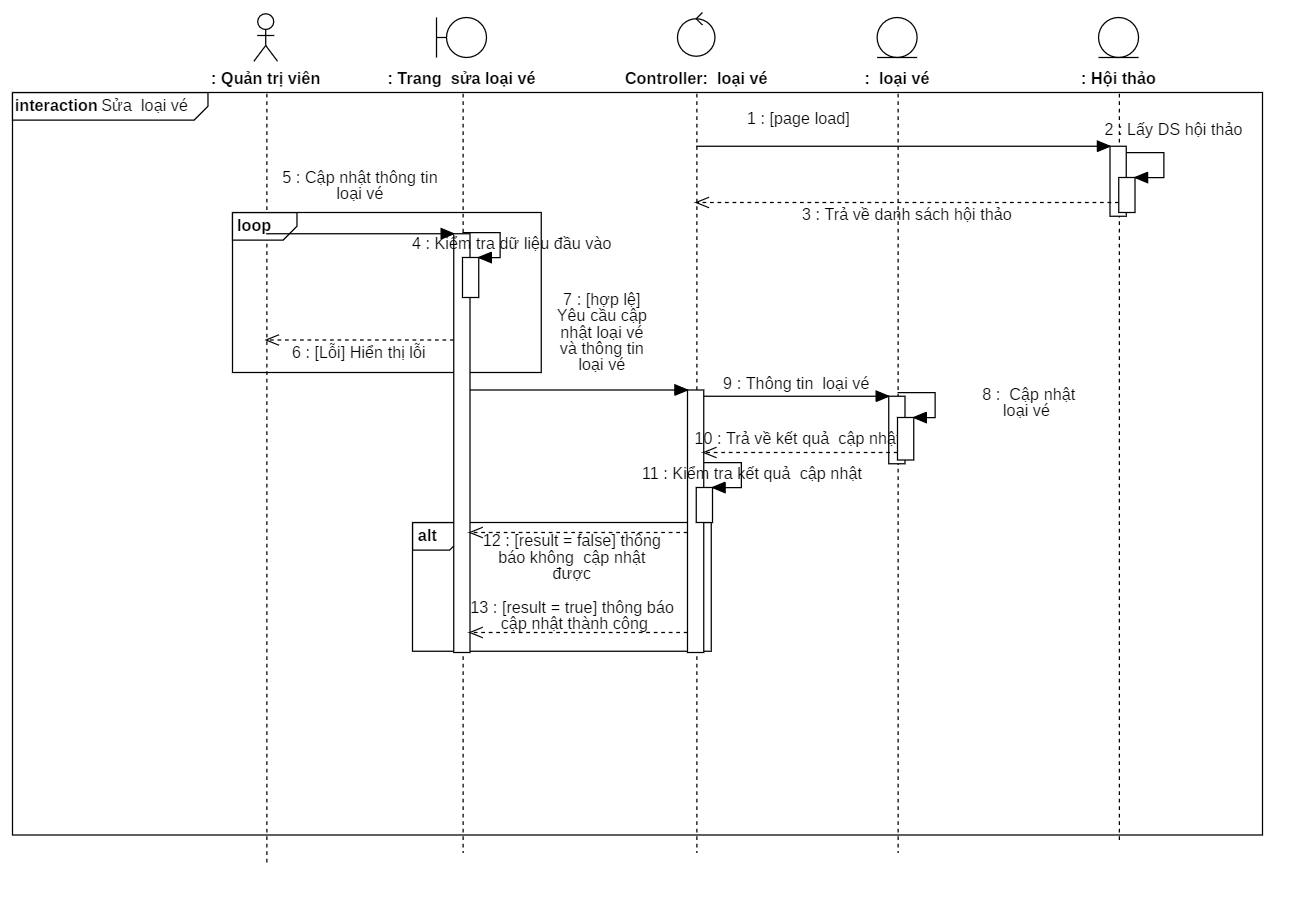 : Quản trị viên
: Trang sửa loại vé
Controller: loại vé
: loại vé
: Hội thảo
interaction Sửa loại vé
1 : [page load]
2 : Lấy DS hội thảo
3 : Trả về danh sách hội thảo
5 : Cập nhật thông tin
loại vé
loop
4 : Kiểm tra dữ liệu đầu vào
6 : [Lỗi] Hiển thị lỗi
7 : [hợp lệ]
Yêu cầu cập
nhật loại vé
và thông tin
loại vé
9 : Thông tin loại vé
8 : Cập nhật
loại vé
10 : Trả về kết quả cập nhật
11 : Kiểm tra kết quả cập nhật
alt
12 : [result = false] thông
báo không cập nhật
được
13 : [result = true] thông báo
cập nhật thành công